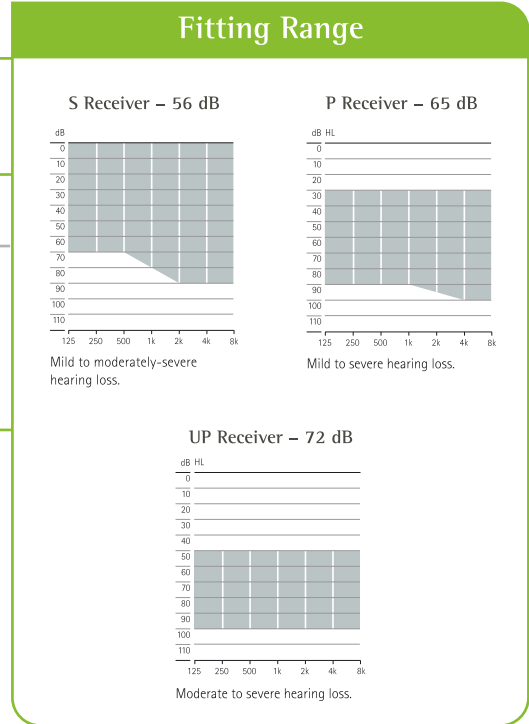 Fitting Range
S Receiver – 56 dB
dB
0
10
20
30
40
50
60
70
80
90
100
110
125 250 500 1k 2k 4k 8k
Mild to moderately-severe
hearing loss.
P Receiver – 65 dB
dB HL
0
10
20
30
40
50
60
70
80
90
100
110
125 250 500 1k 2k 4k 8k
Mild to severe hearing loss.
UP Receiver – 72 dB
dB HL
0
10
20
30
40
50
60
70
80
90
100
110
125 250 500 1k 2k 4k 8k
Moderate to severe hearing loss.